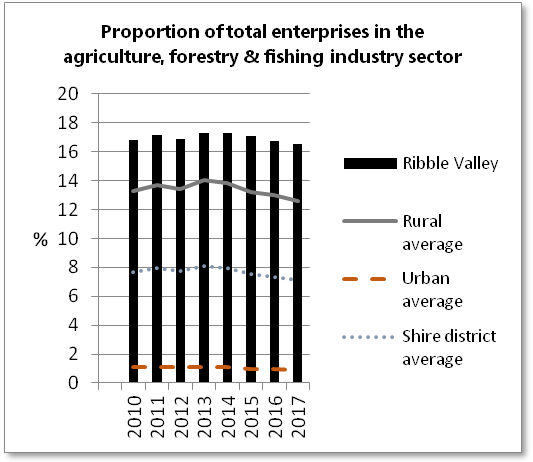 Proportion of total enterprises in the
agriculture, forestry & fishing industry sector
20
18
16
14
12
10
8
6
4
2
0
%
2010
2011
2012
2013
2014
2015
2016
2017
Ribble Valley
Rural
average
Urban
average
Shire district
average